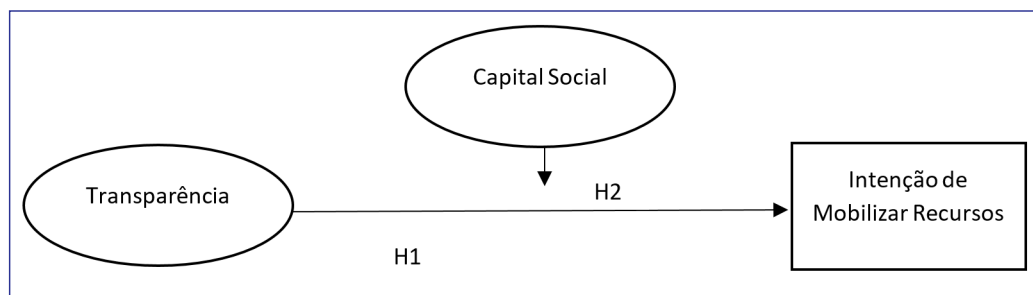 Capital Social
Transparência
H2
Intenção de
Mobilizar Recursos
H1